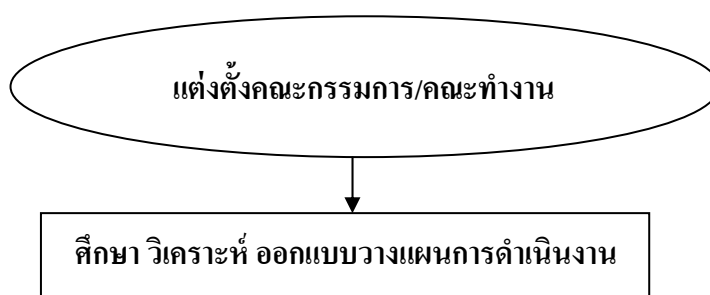 แต่งตั้งคณะกรรมการ/คณะทำงาน
ศึกษา วิเคราะห์ ออกแบบวางแผนการดำเนินงาน